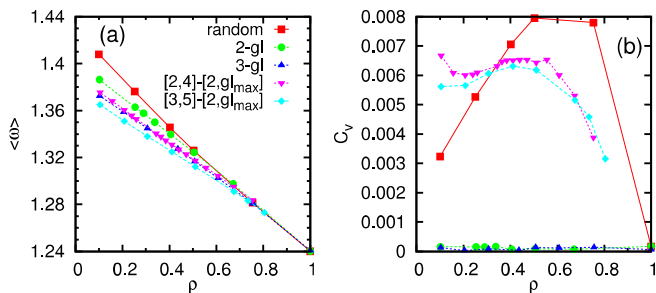 (a)
random
2-gl
3-gl
[2,4]-[2,gl_max]
[3,5]-[2,gl_max]
<ω>
1.44
1.4
1.36
1.32
1.28
1.24
0 0.2 0.4 0.6 0.8 1
ρ
(b)
C_v
0.008
0.007
0.006
0.005
0.004
0.003
0.002
0.001
0.000
0 0.2 0.4 0.6 0.8 1
ρ